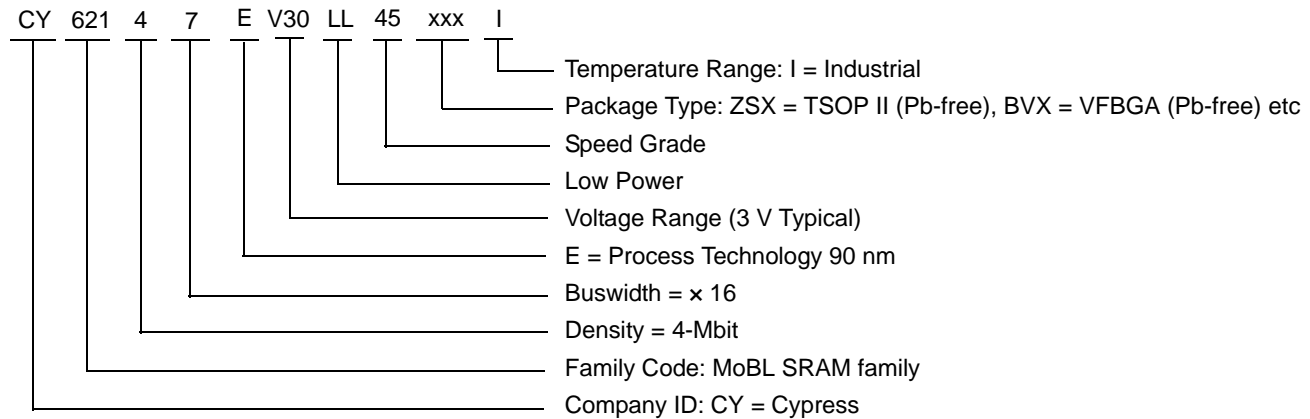 CY 621 4 7 E V30 LL 45 xxx I
Temperature Range: I = Industrial
Package Type: ZSX = TSOP II (Pb-free), BVX = VFBGA (Pb-free) etc
Speed Grade
Low Power
Voltage Range (3 V Typical)
E = Process Technology 90 nm
Buswidth = × 16
Density = 4-Mbit
Family Code: MoBL SRAM family
Company ID: CY = Cypress